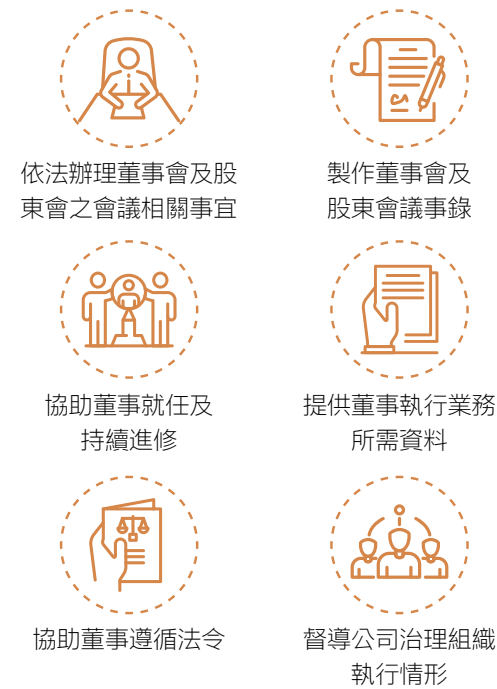 依法辦理董事會及股
東會之會議相關事宜
製作董事會及
股東會議事錄
協助董事就任及
持續進修
提供董事執行業務
所需資料
協助董事遵循法令
督導公司治理組織
執行情形